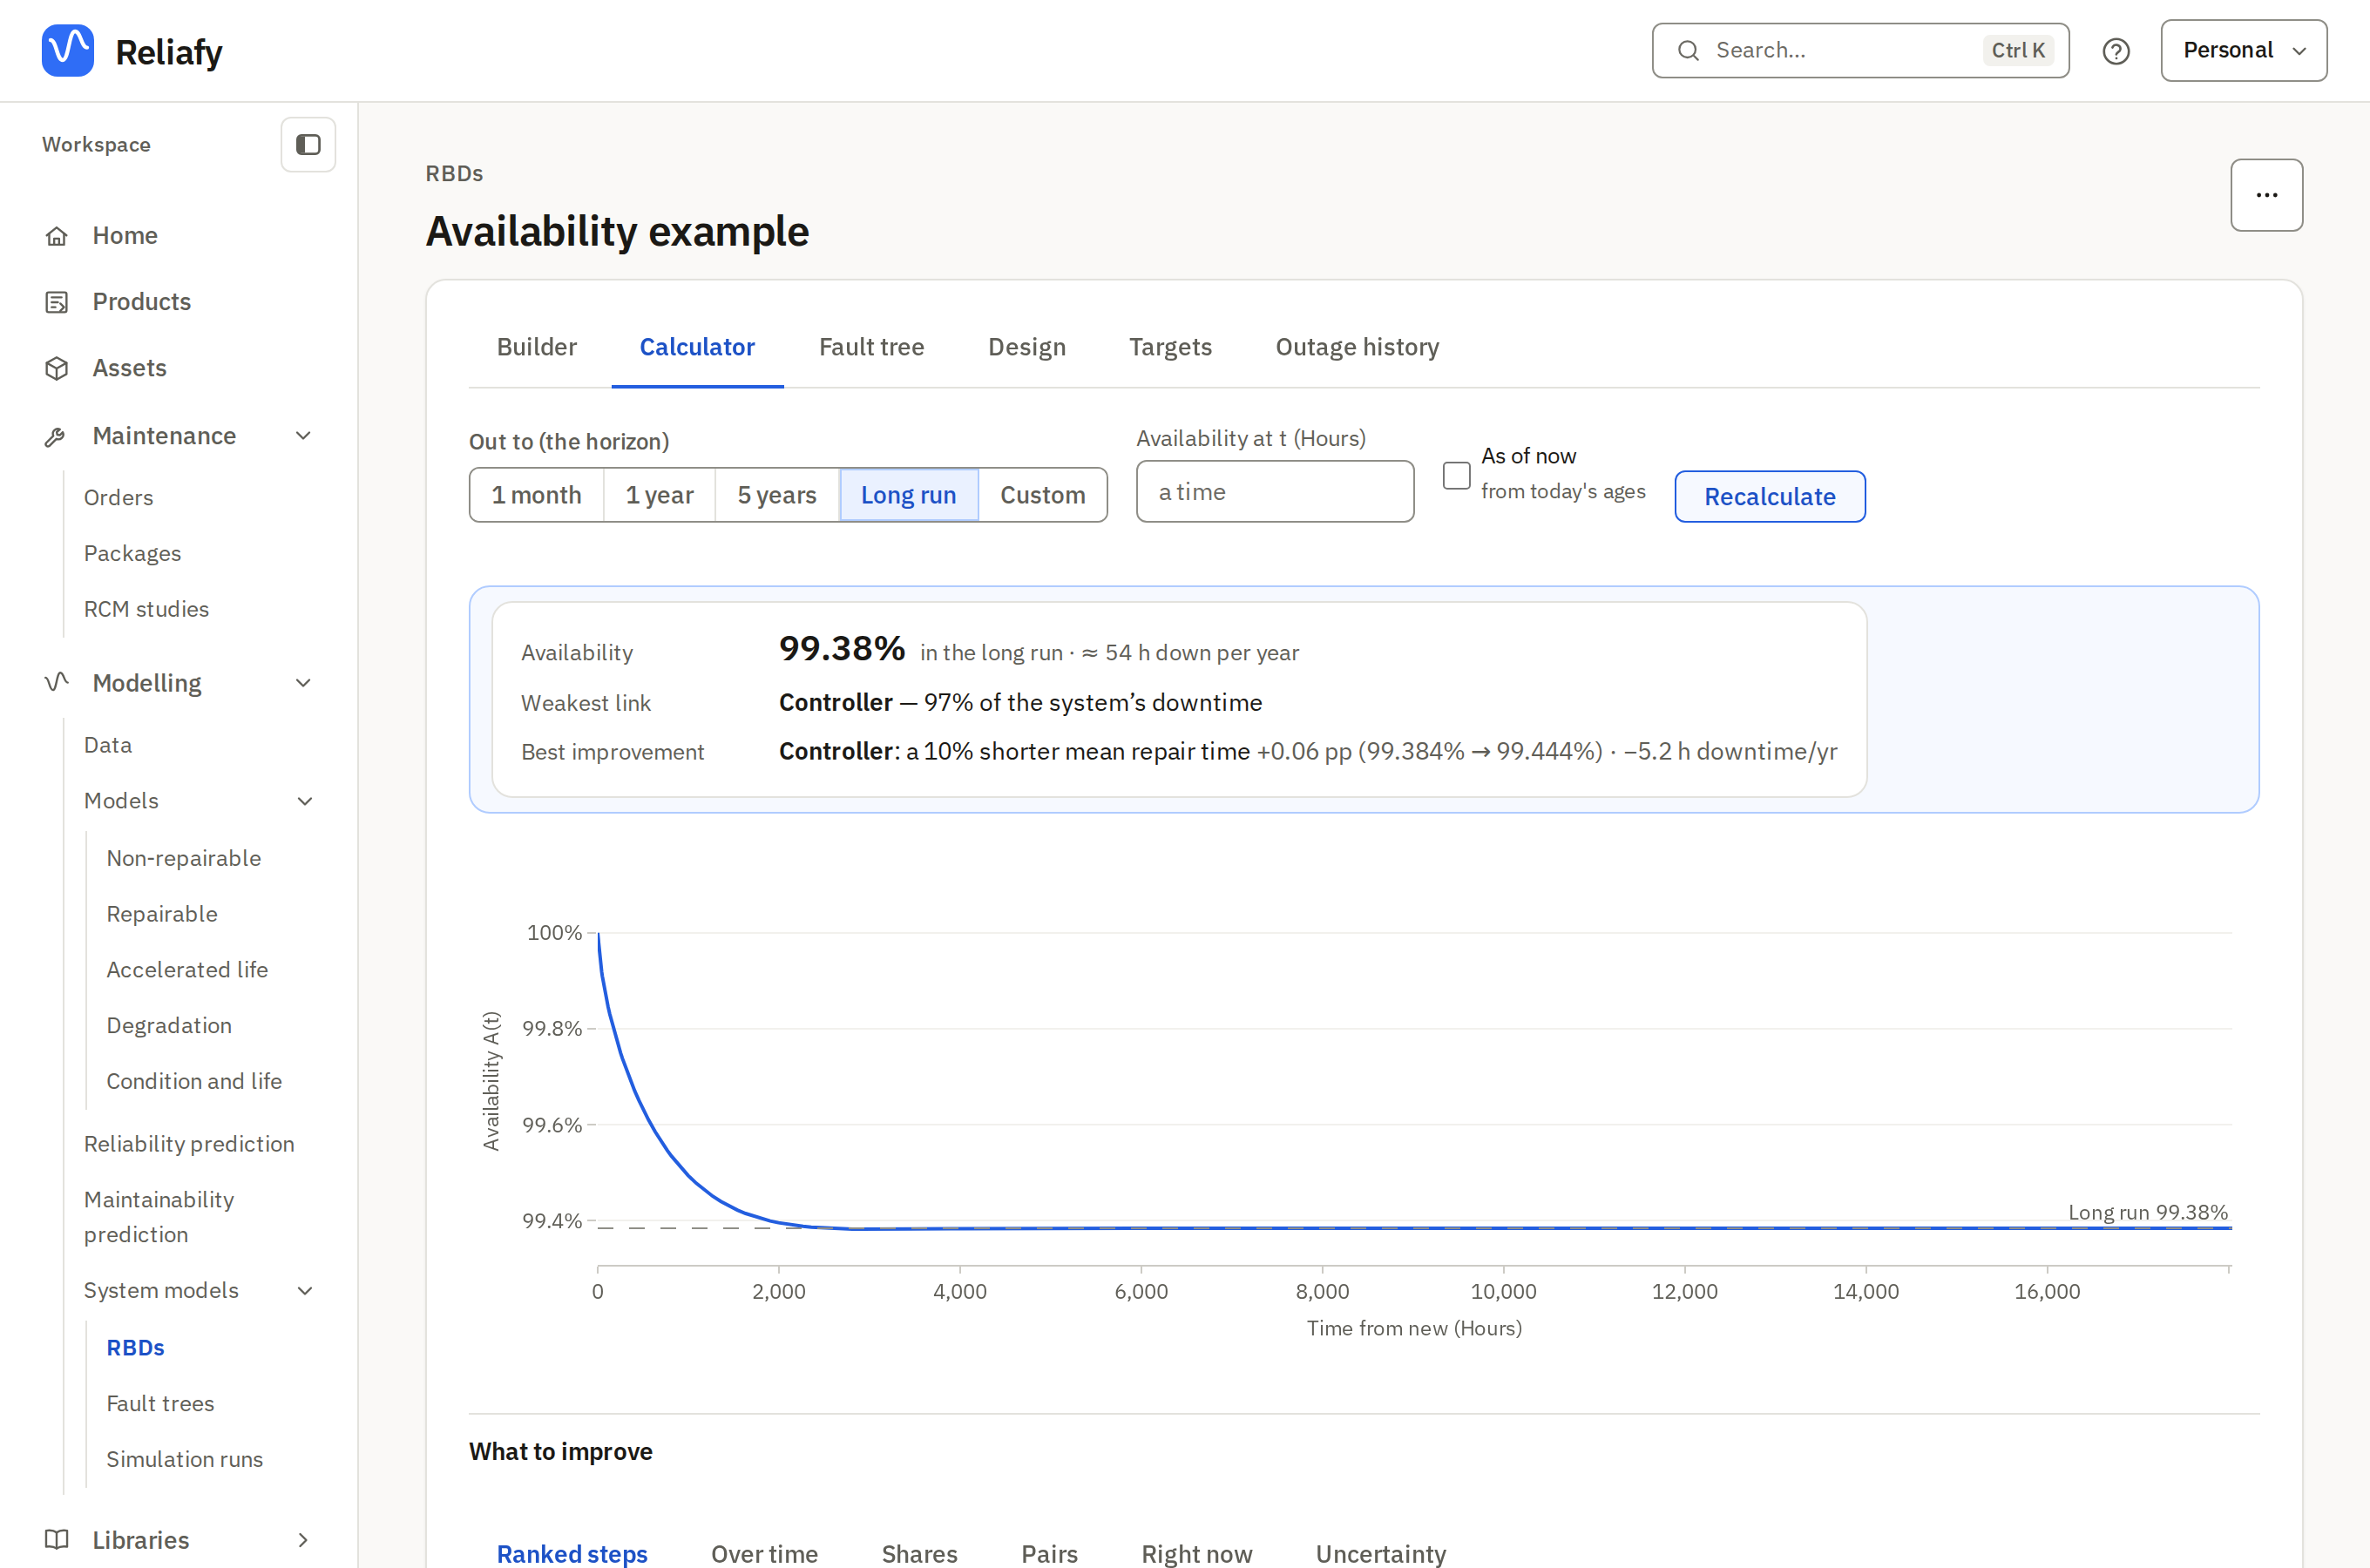 Reliafy
Search...
Ctrl K
Personal
Workspace
Home
Products
Assets
Maintenance
Orders
Packages
RCM studies
Modelling
Data
Models
Non-repairable
Repairable
Accelerated life
Degradation
Condition and life
Reliability prediction
Maintainability
prediction
System models
RBDs
Fault trees
Simulation runs
Libraries
RBDs
Availability example
Builder
Calculator
Fault tree
Design
Targets
Outage history
Out to (the horizon)
1 month
1 year
5 years
Long run
Custom
Availability at t (Hours)
a time
As of now
from today's ages
Recalculate
Availability 99.38% in the long run · ≈ 54 h down per year
Weakest link Controller — 97% of the system’s downtime
Best improvement Controller: a 10% shorter mean repair time +0.06 pp (99.384% → 99.444%) · −5.2 h downtime/yr
Availability A(t)
100%
99.8%
99.6%
99.4%
Long run 99.38%
0 2,000 4,000 6,000 8,000 10,000 12,000 14,000 16,000
Time from new (Hours)
What to improve
Ranked steps
Over time
Shares
Pairs
Right now
Uncertainty